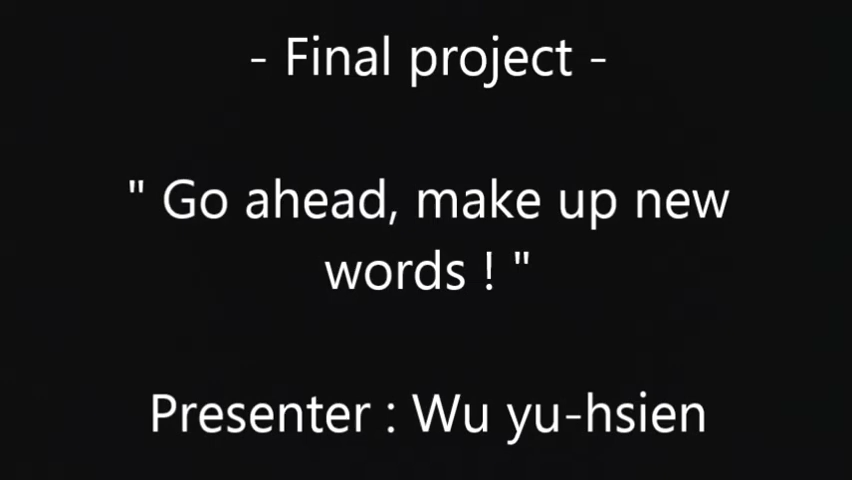 - Final project -
" Go ahead, make up new
words ! "
Presenter : Wu yu-hsien